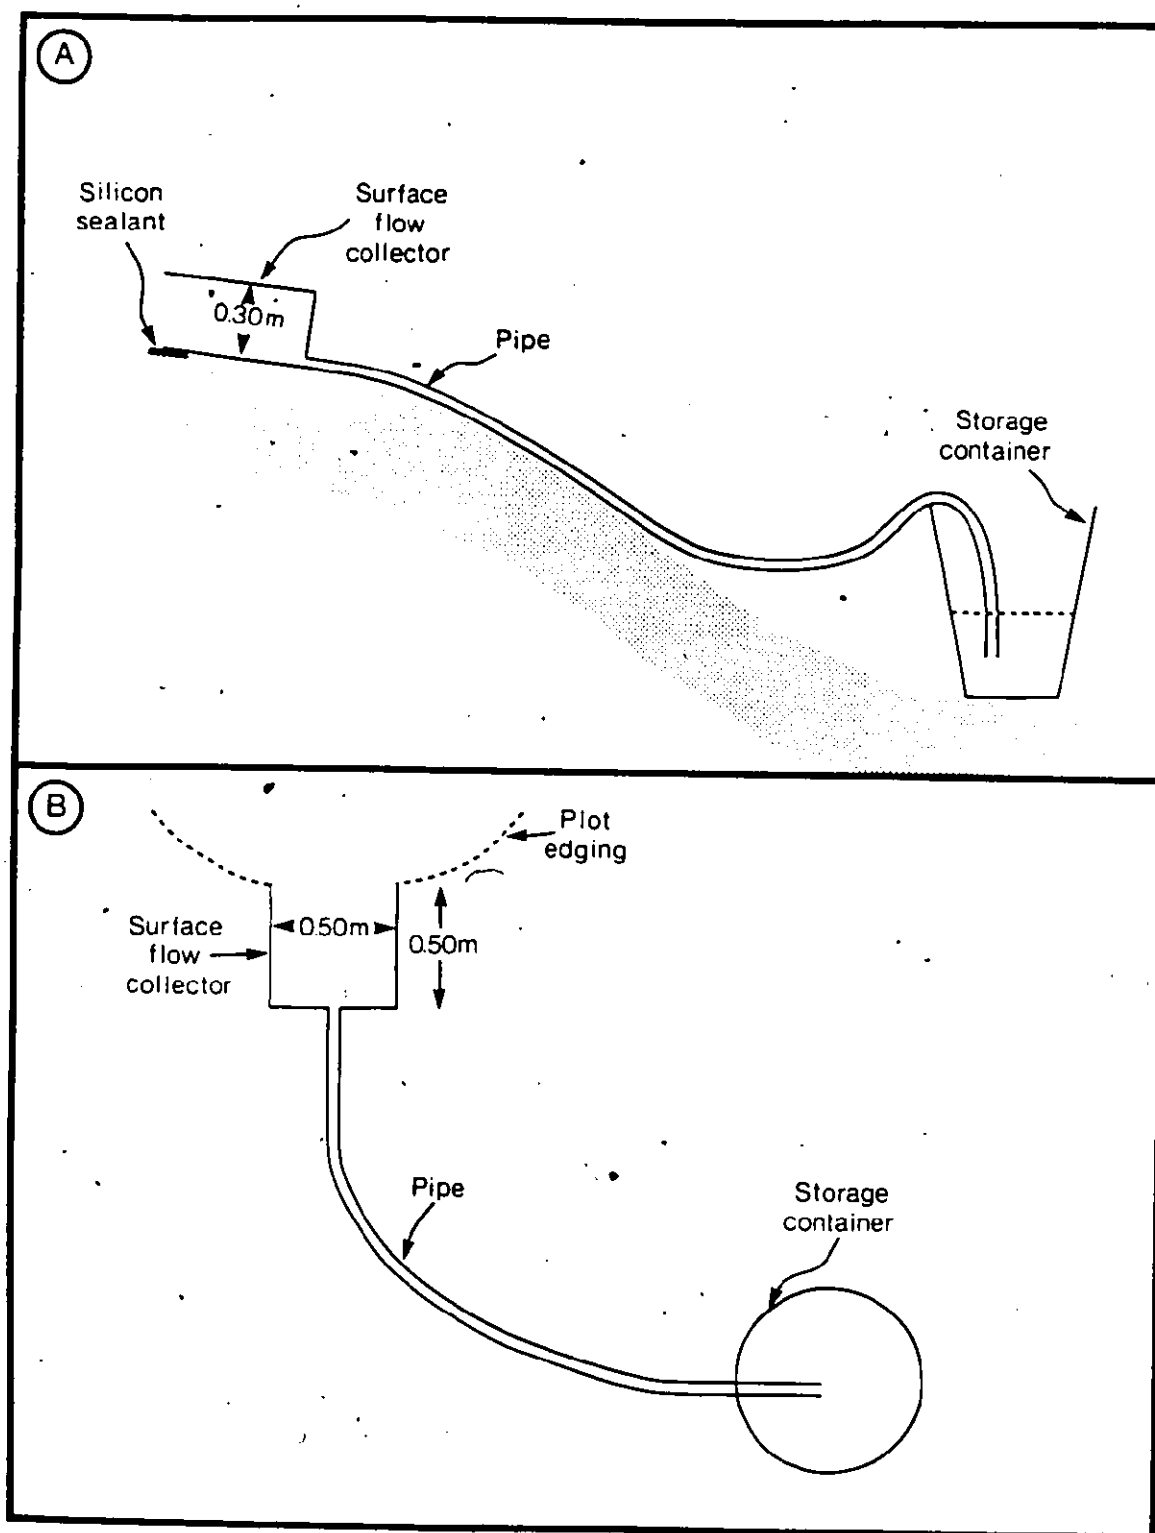 A
Silicon
sealant
Surface
flow
collector
0.30m
Pipe
Storage
container
B
Plot
edging
Surface
flow
collector
0.50m
0.50m
Pipe
Storage
container